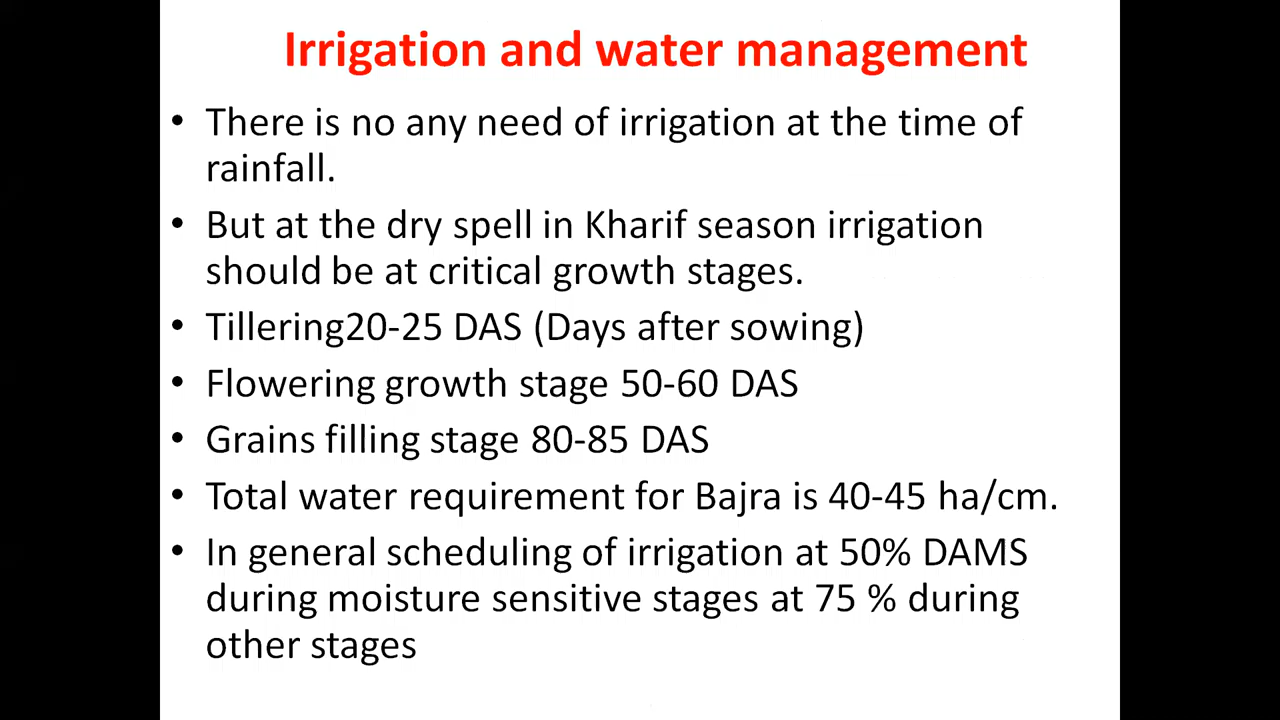 Irrigation and water management
• There is no any need of irrigation at the time of
rainfall.
• But at the dry spell in Kharif season irrigation
should be at critical growth stages.
• Tillering20-25 DAS (Days after sowing)
• Flowering growth stage 50-60 DAS
• Grains filling stage 80-85 DAS
• Total water requirement for Bajra is 40-45 ha/cm.
• In general scheduling of irrigation at 50% DAMS
during moisture sensitive stages at 75 % during
other stages